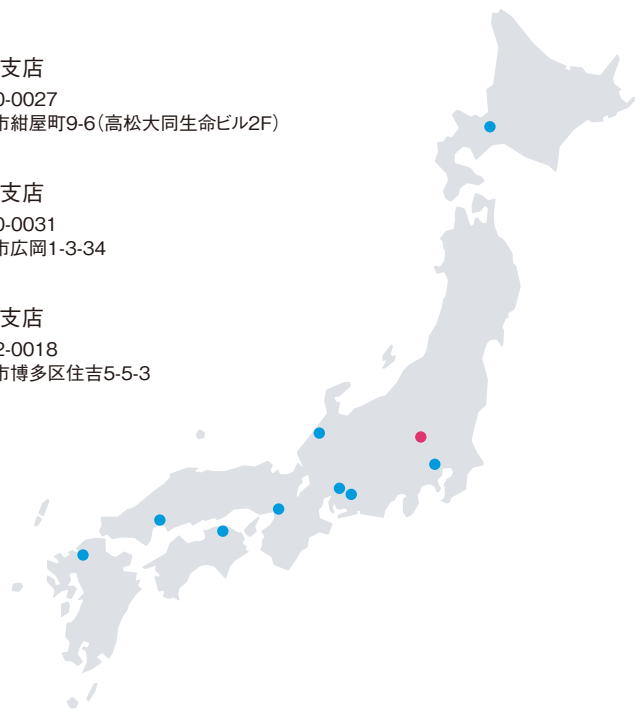 支店
0-0027
市紺屋町9-6(高松大同生命ビル2F)
支店
0-0031
市広岡1-3-34
支店
2-0018
市博多区住吉5-5-3